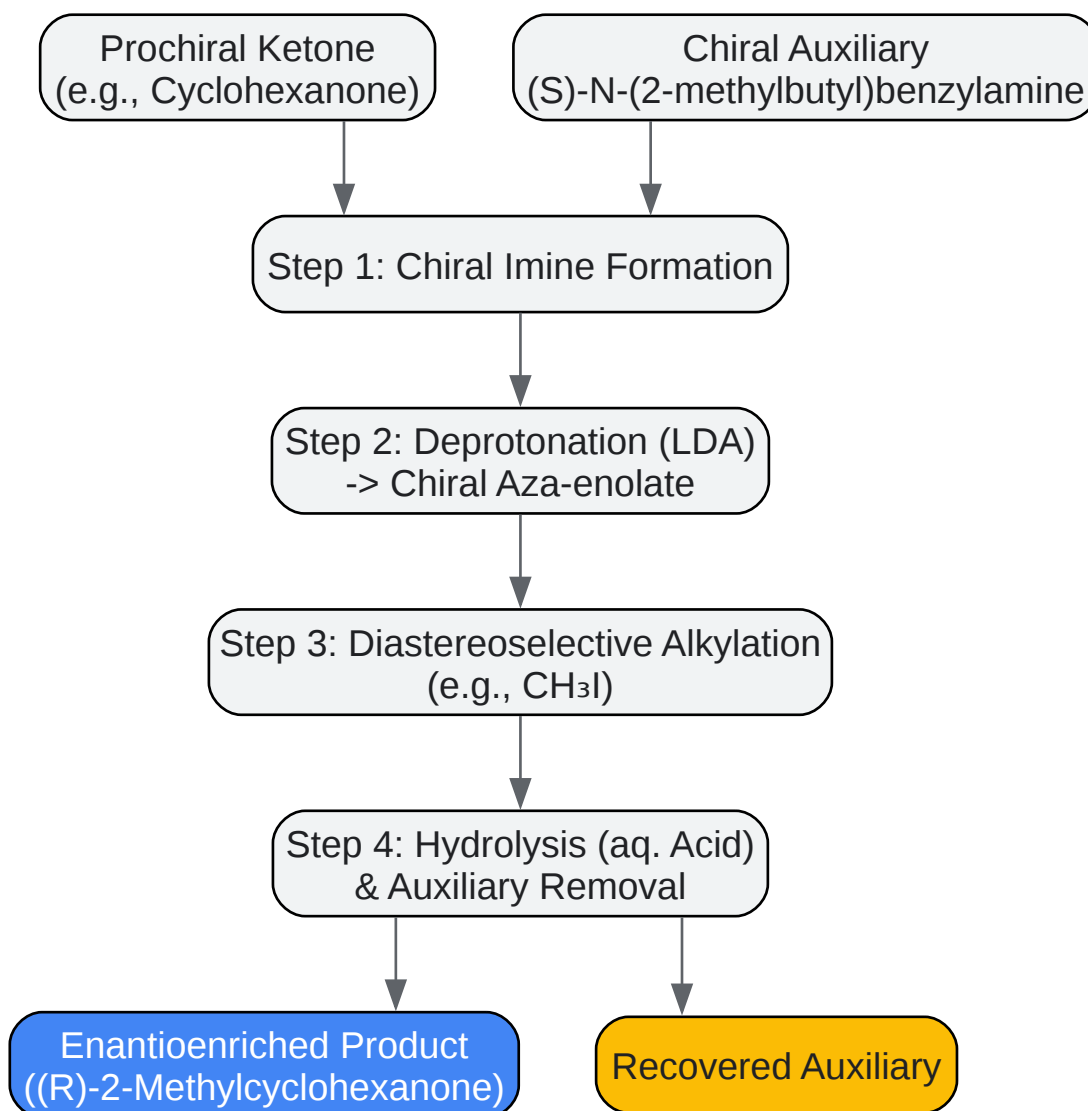 Prochiral Ketone
(e.g., Cyclohexanone)
Chiral Auxiliary
(S)-N-(2-methylbutyl)benzylamine
Step 1: Chiral Imine Formation
Step 2: Deprotonation (LDA)
-> Chiral Aza-enolate
Step 3: Diastereoselective Alkylation
(e.g., CH₃I)
Step 4: Hydrolysis (aq. Acid)
& Auxiliary Removal
Enantioenriched Product
((R)-2-Methylcyclohexanone)
Recovered Auxiliary